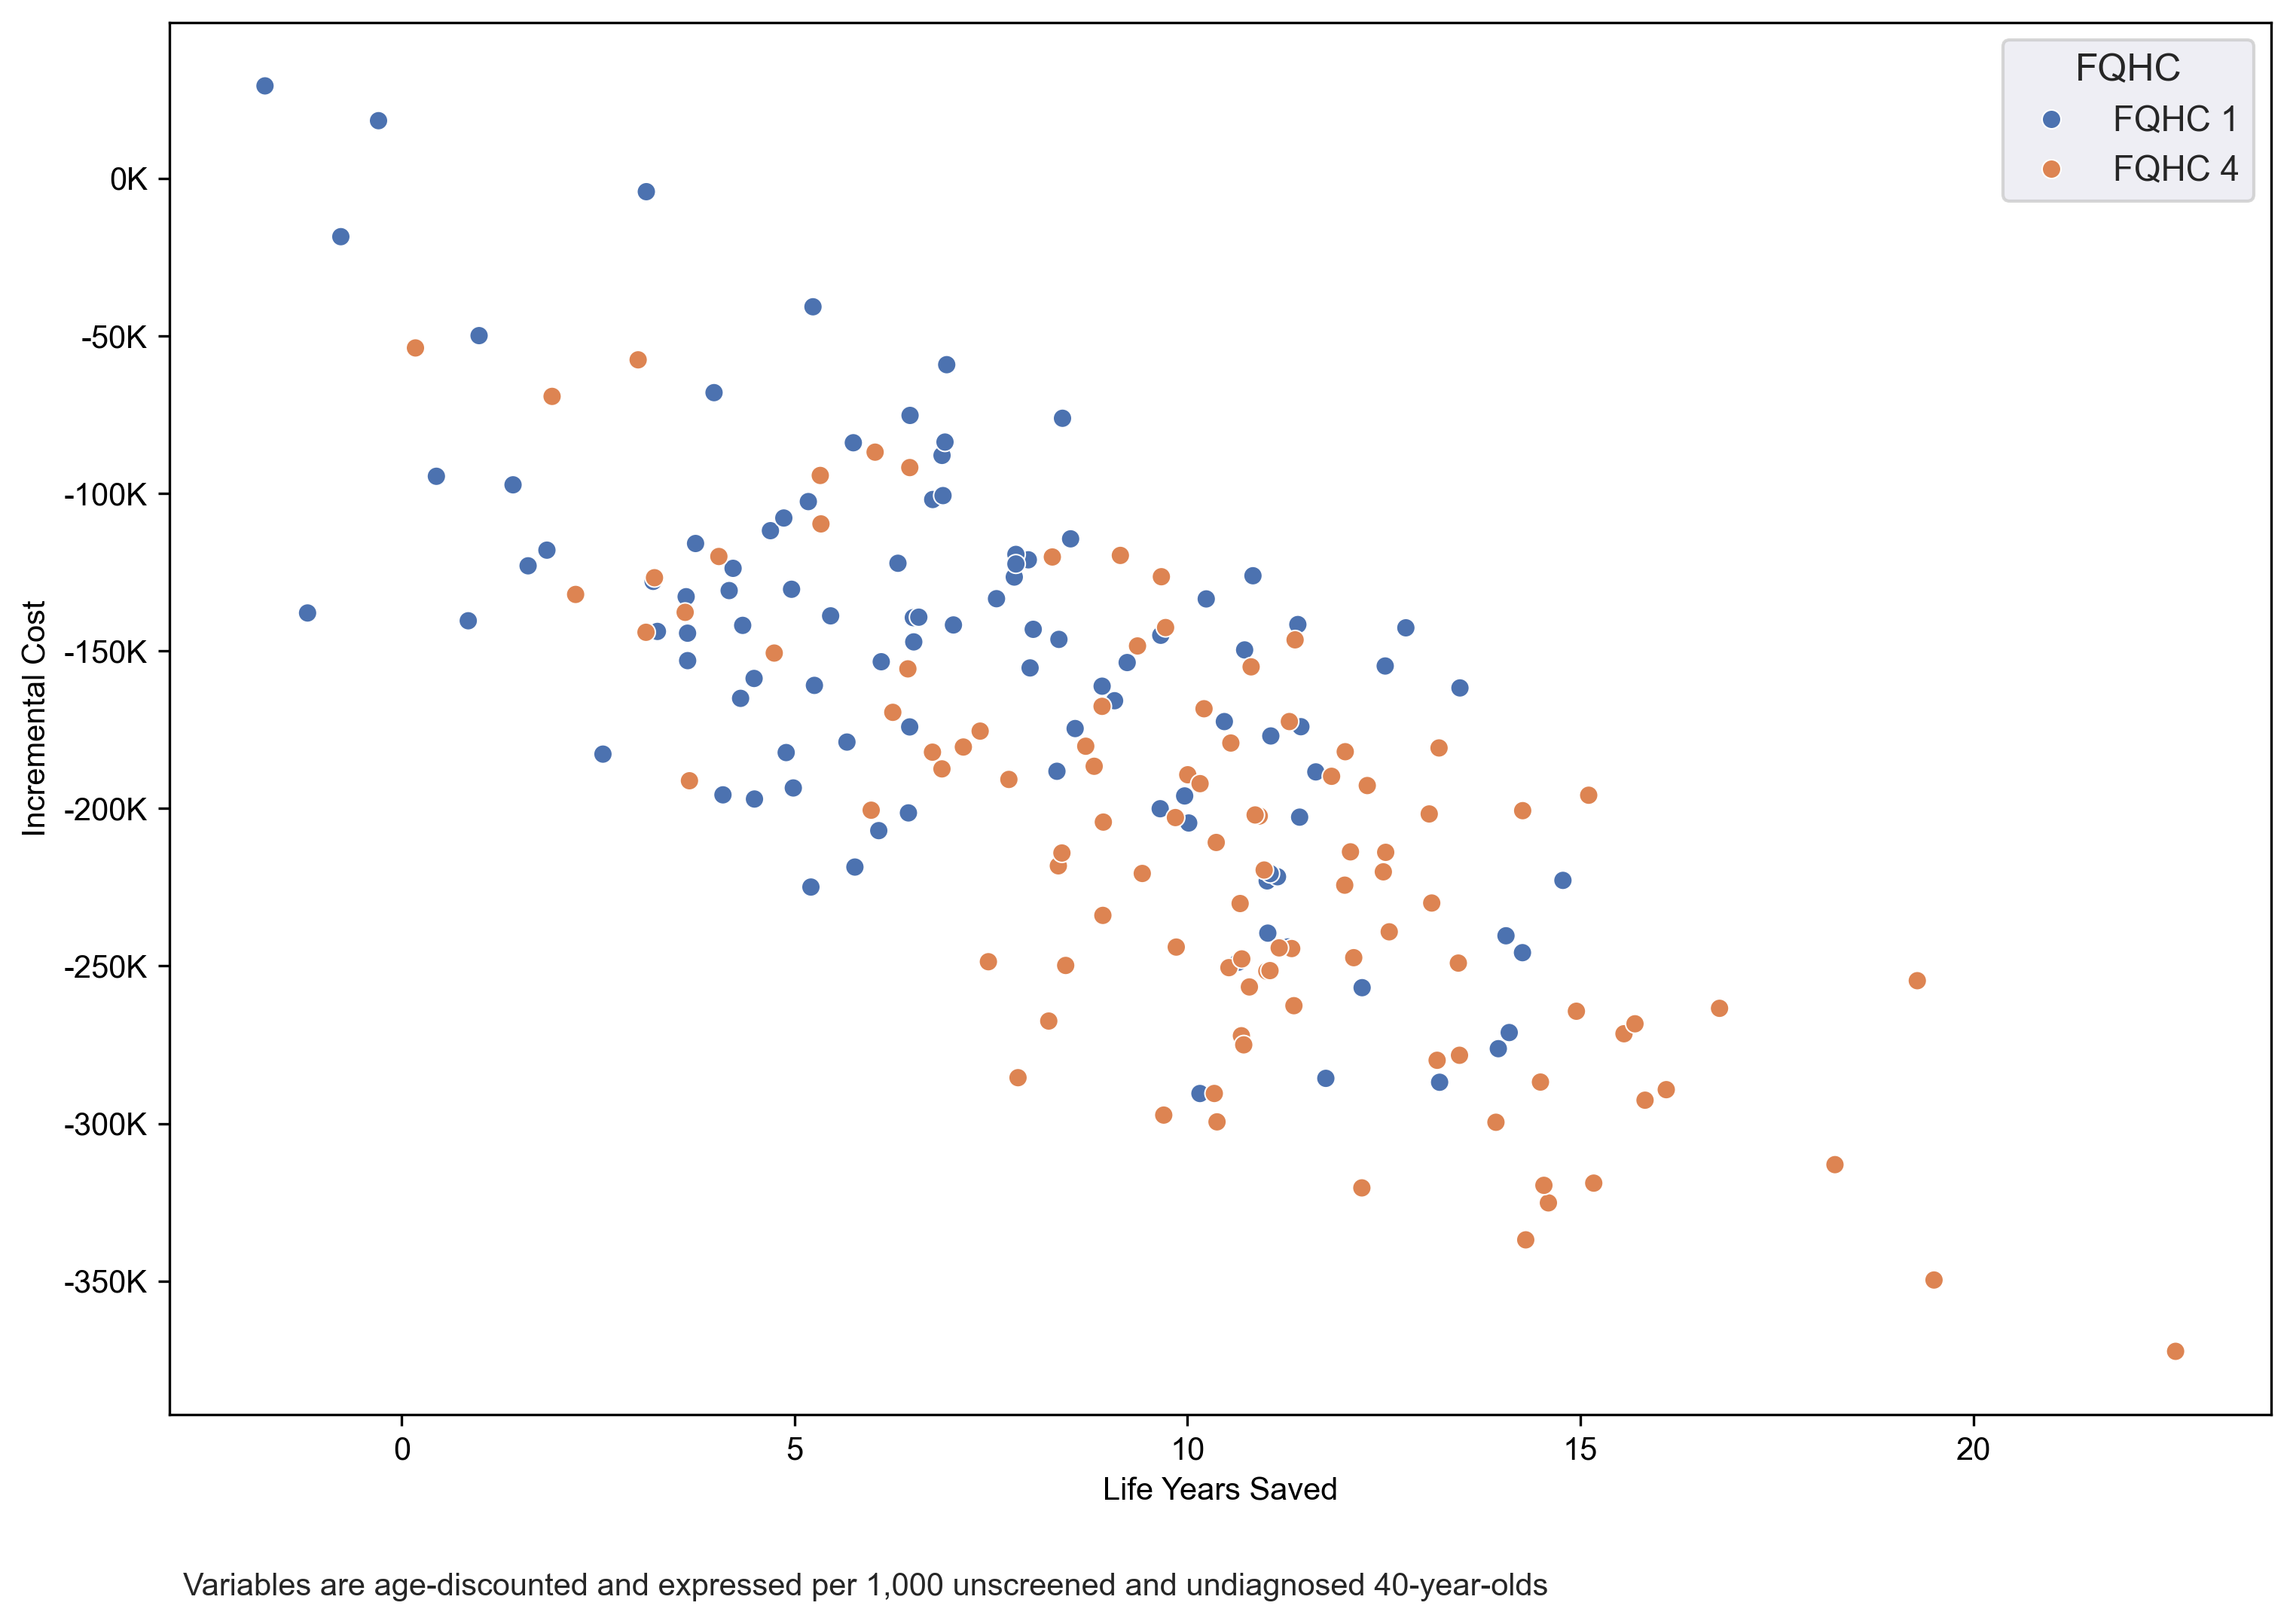 FQHC
FQHC 1
FQHC 4
Incremental Cost
0K
-50K
-100K
-150K
-200K
-250K
-300K
-350K
0 5 10 15 20
Life Years Saved
Variables are age-discounted and expressed per 1,000 unscreened and undiagnosed 40-year-olds